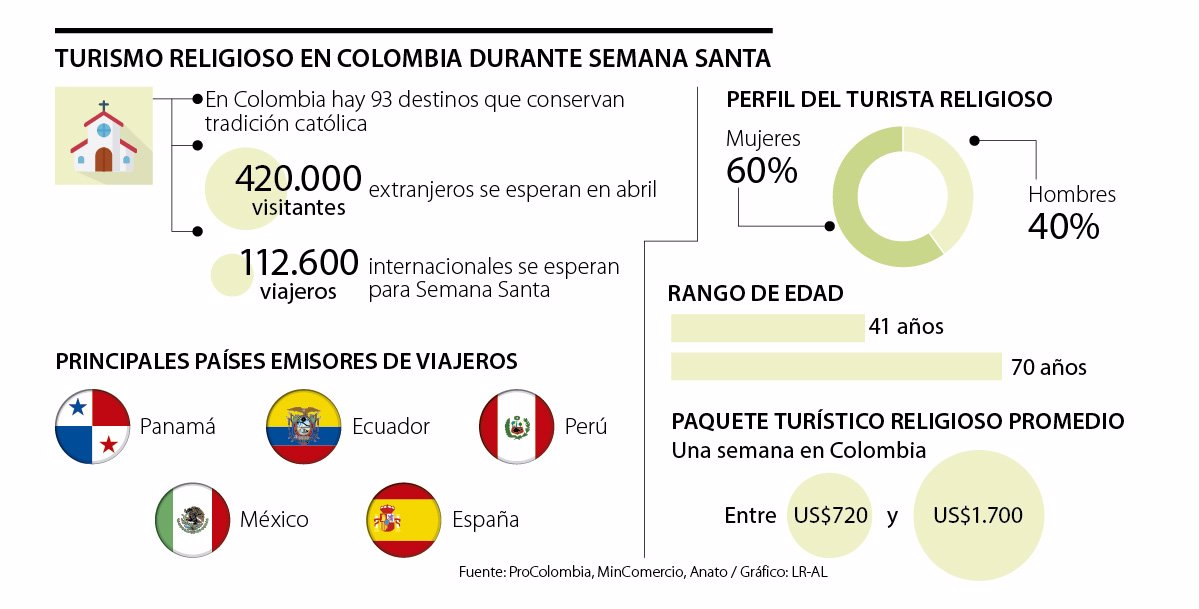 TURISMO RELIGIOSO EN COLOMBIA DURANTE SEMANA SANTA
En Colombia hay 93 destinos que conservan
tradición católica
420.000
visitantes
extranjeros se esperan en abril
112.600
viajeros
internacionales se esperan
para Semana Santa
PRINCIPALES PAÍSES EMISORES DE VIAJEROS
Panamá
Ecuador
Perú
México
España
PERFIL DEL TURISTA RELIGIOSO
Mujeres
60%
Hombres
40%
RANGO DE EDAD
41 años
70 años
PAQUETE TURÍSTICO RELIGIOSO PROMEDIO
Una semana en Colombia
Entre US$720 y US$1.700
Fuente: ProColombia, MinComercio, Anato / Gráfico: LR-AL